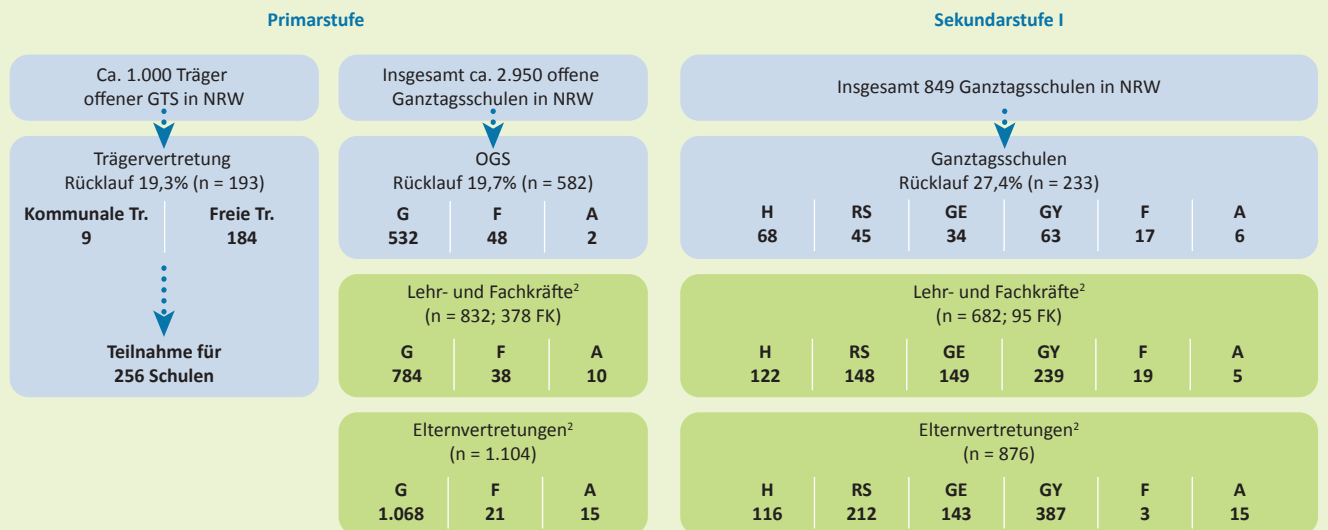 Primarstufe
Sekundarstufe I
Ca. 1.000 Träger
offener GTS in NRW
Insgesamt ca. 2.950 offene
Ganztagsschulen in NRW
Insgesamt 849 Ganztagsschulen in NRW
Trägervertretung
Rücklauf 19,3% (n = 193)
Kommunale Tr. Freie Tr.
9 184
Teilnahme für
256 Schulen
OGS
Rücklauf 19,7% (n = 582)
G F A
532 48 2
Ganztagsschulen
Rücklauf 27,4% (n = 233)
H RS GE GY F A
68 45 34 63 17 6
Lehr- und Fachkräfte²
(n = 832; 378 FK)
G F A
784 38 10
Lehr- und Fachkräfte²
(n = 682; 95 FK)
H RS GE GY F A
122 148 149 239 19 5
Elternvertretungen²
(n = 1.104)
G F A
1.068 21 15
Elternvertretungen²
(n = 876)
H RS GE GY F A
116 212 143 387 3 15